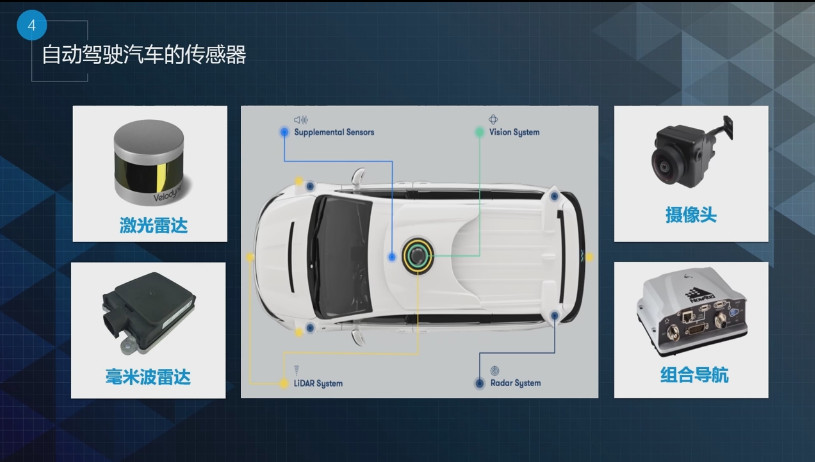 4
自动驾驶汽车的传感器
Velodyne
激光雷达
毫米波雷达
Supplemental Sensors
Vision System
LiDAR System
Radar System
摄像头
NovAtel
组合导航